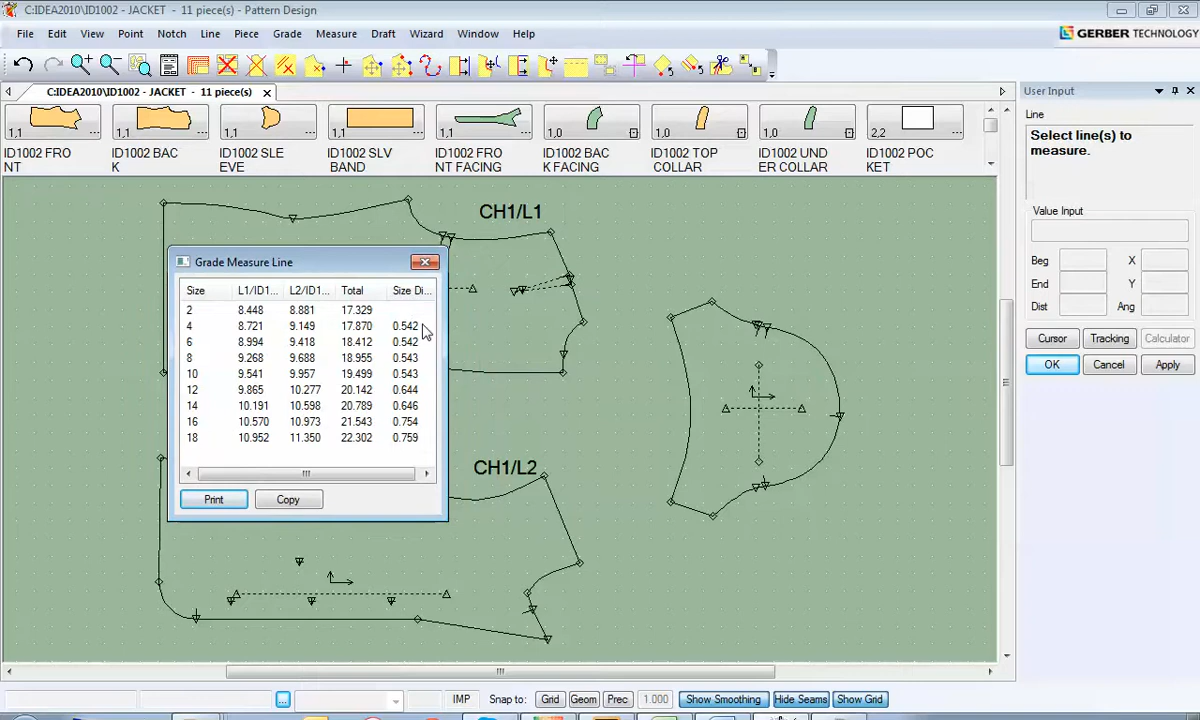 C:IDEA2010\ID1002 - JACKET  - 11 piece(s) - Pattern Design
File Edit View Point Notch Line Piece Grade Measure Draft Wizard Window Help
GERBER TECHNOLOGY
C:IDEA2010\ID1002 - JACKET  - 11 piece(s)
User Input
1,1 ... 1,1 ... 1,1 ... 1,1 ... 1,1 ... 1,0 1,0 1,0 2,2 ...
ID1002 FRO ID1002 BAC ID1002 SLE ID1002 SLV ID1002 FRO ID1002 BAC ID1002 TOP ID1002 UND ID1002 POC
NT K EVE BAND NT FACING K FACING COLLAR ER COLLAR KET
Line
Select line(s) to
measure.
Value Input
Beg X
End Y
Dist Ang
Cursor Tracking Calculator
OK Cancel Apply
CH1/L1
CH1/L2
Grade Measure Line
Size L1/ID1... L2/ID1... Total Size Di...
2 8.448 8.881 17.329
4 8.721 9.149 17.870 0.542
6 8.994 9.418 18.412 0.542
8 9.268 9.688 18.955 0.543
10 9.541 9.957 19.499 0.543
12 9.865 10.277 20.142 0.644
14 10.191 10.598 20.789 0.646
16 10.570 10.973 21.543 0.754
18 10.952 11.350 22.302 0.759
Print Copy
... IMP Snap to: Grid Geom Prec 1.000 Show Smoothing Hide Seams Show Grid